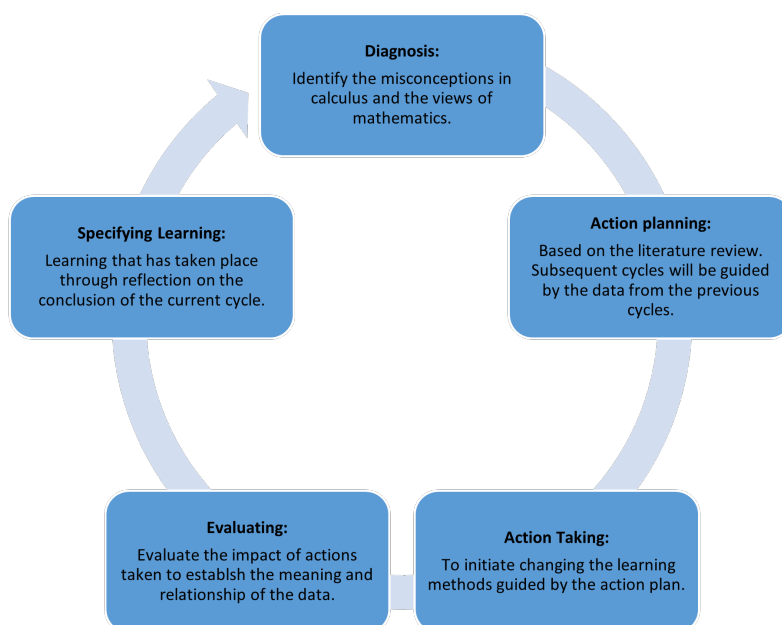 Diagnosis:
Identify the misconceptions in
calculus and the views of
mathematics.
Action planning:
Based on the literature review.
Subsequent cycles will be guided
by the data from the previous
cycles.
Action Taking:
To initiate changing the learning
methods guided by the action plan.
Evaluating:
Evaluate the impact of actions
taken to establsh the meaning and
relationship of the data.
Specifying Learning:
Learning that has taken place
through reflection on the
conclusion of the current cycle.